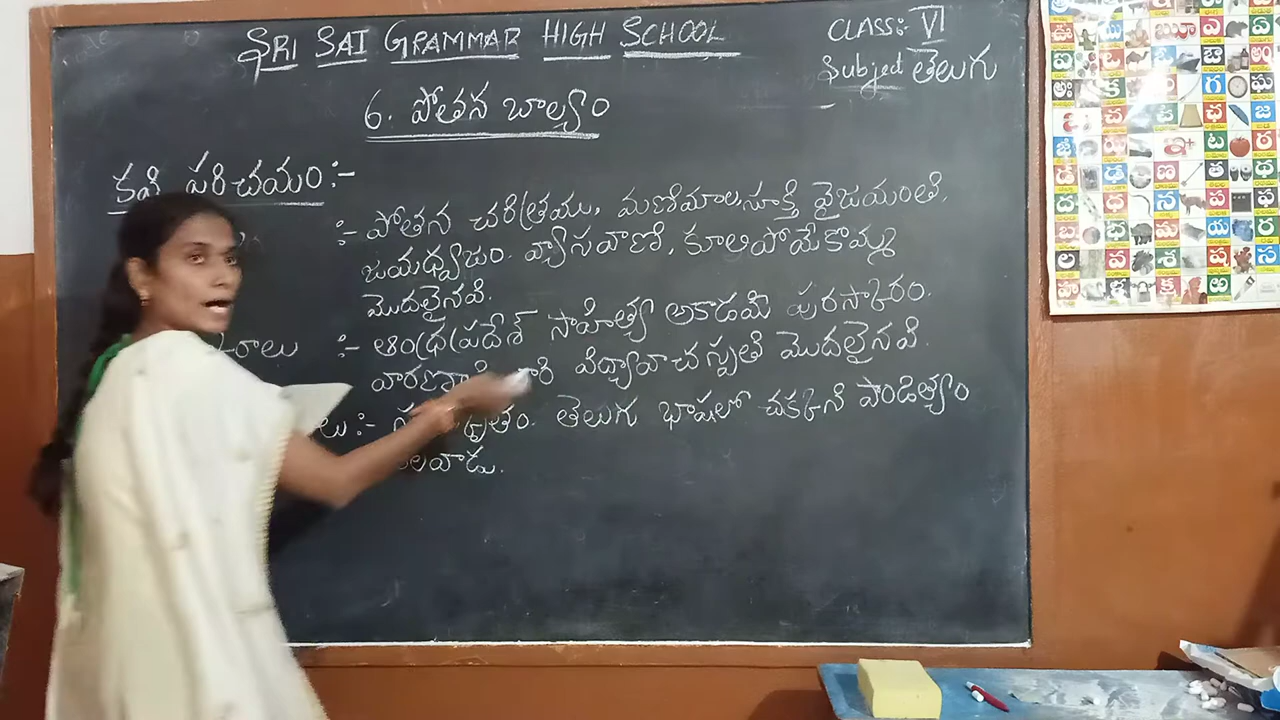 SRI SAI GRAMMAR HIGH SCHOOL
CLASS:- VI
Subject తెలుగు
6. పోతన బాల్యం
కవి పరిచయం :-
:- పోతన చరిత్రము, మణిమాల, సూక్తి వైజయంతి,
జయధ్వజం. వ్యాసవాణి, కూలిపోయేకొమ్మ
మొదలైనవి.
:- ఆంధ్రప్రదేశ్ సాహిత్య అకాడమి పురస్కారం.
విద్యావాచస్పతి మొదలైనవి.
తెలుగు భాషలో చక్కని పాండిత్యం